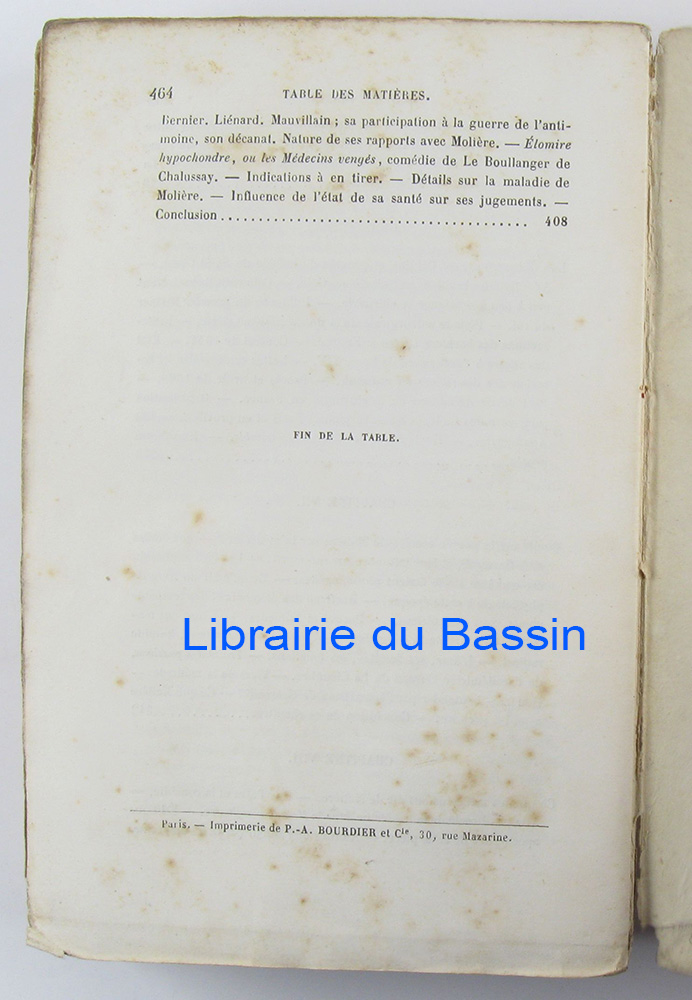 464 TABLE DES MATIÈRES.
Bernier. Liénard. Mauvillain ; sa participation à la guerre de l'anti-
moine, son décanat. Nature de ses rapports avec Molière. — Élomire
hypochondre, ou les Médecins vengés, comédie de Le Boullanger de
Chalussay. — Indications à en tirer. — Détails sur la maladie de
Molière. — Influence de l'état de sa santé sur ses jugements. —
Conclusion ........................................ 408
FIN DE LA TABLE.
Librairie du Bassin
Paris. — Imprimerie de P.-A. BOURDIER et Cie, 30, rue Mazarine.